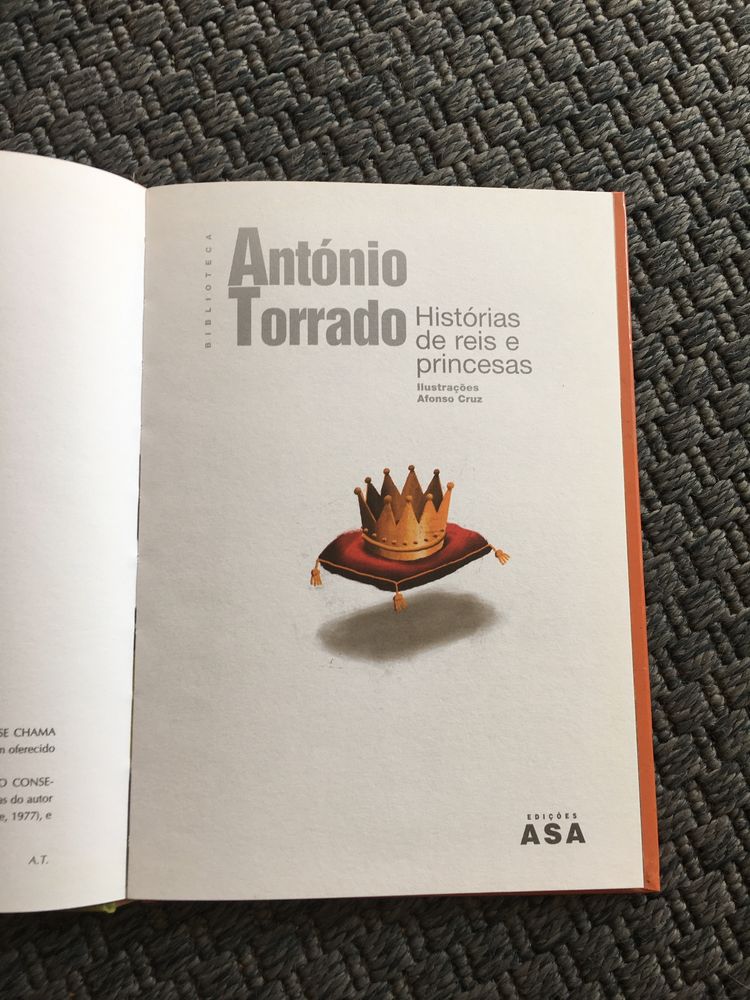 SE CHAMA
oferecido
O CONSE-
do autor
1977), e
A.T.
BIBLIOTECA
António
Torrado
Histórias
de reis e
princesas
Ilustrações
Afonso Cruz
EDIÇÕES
ASA